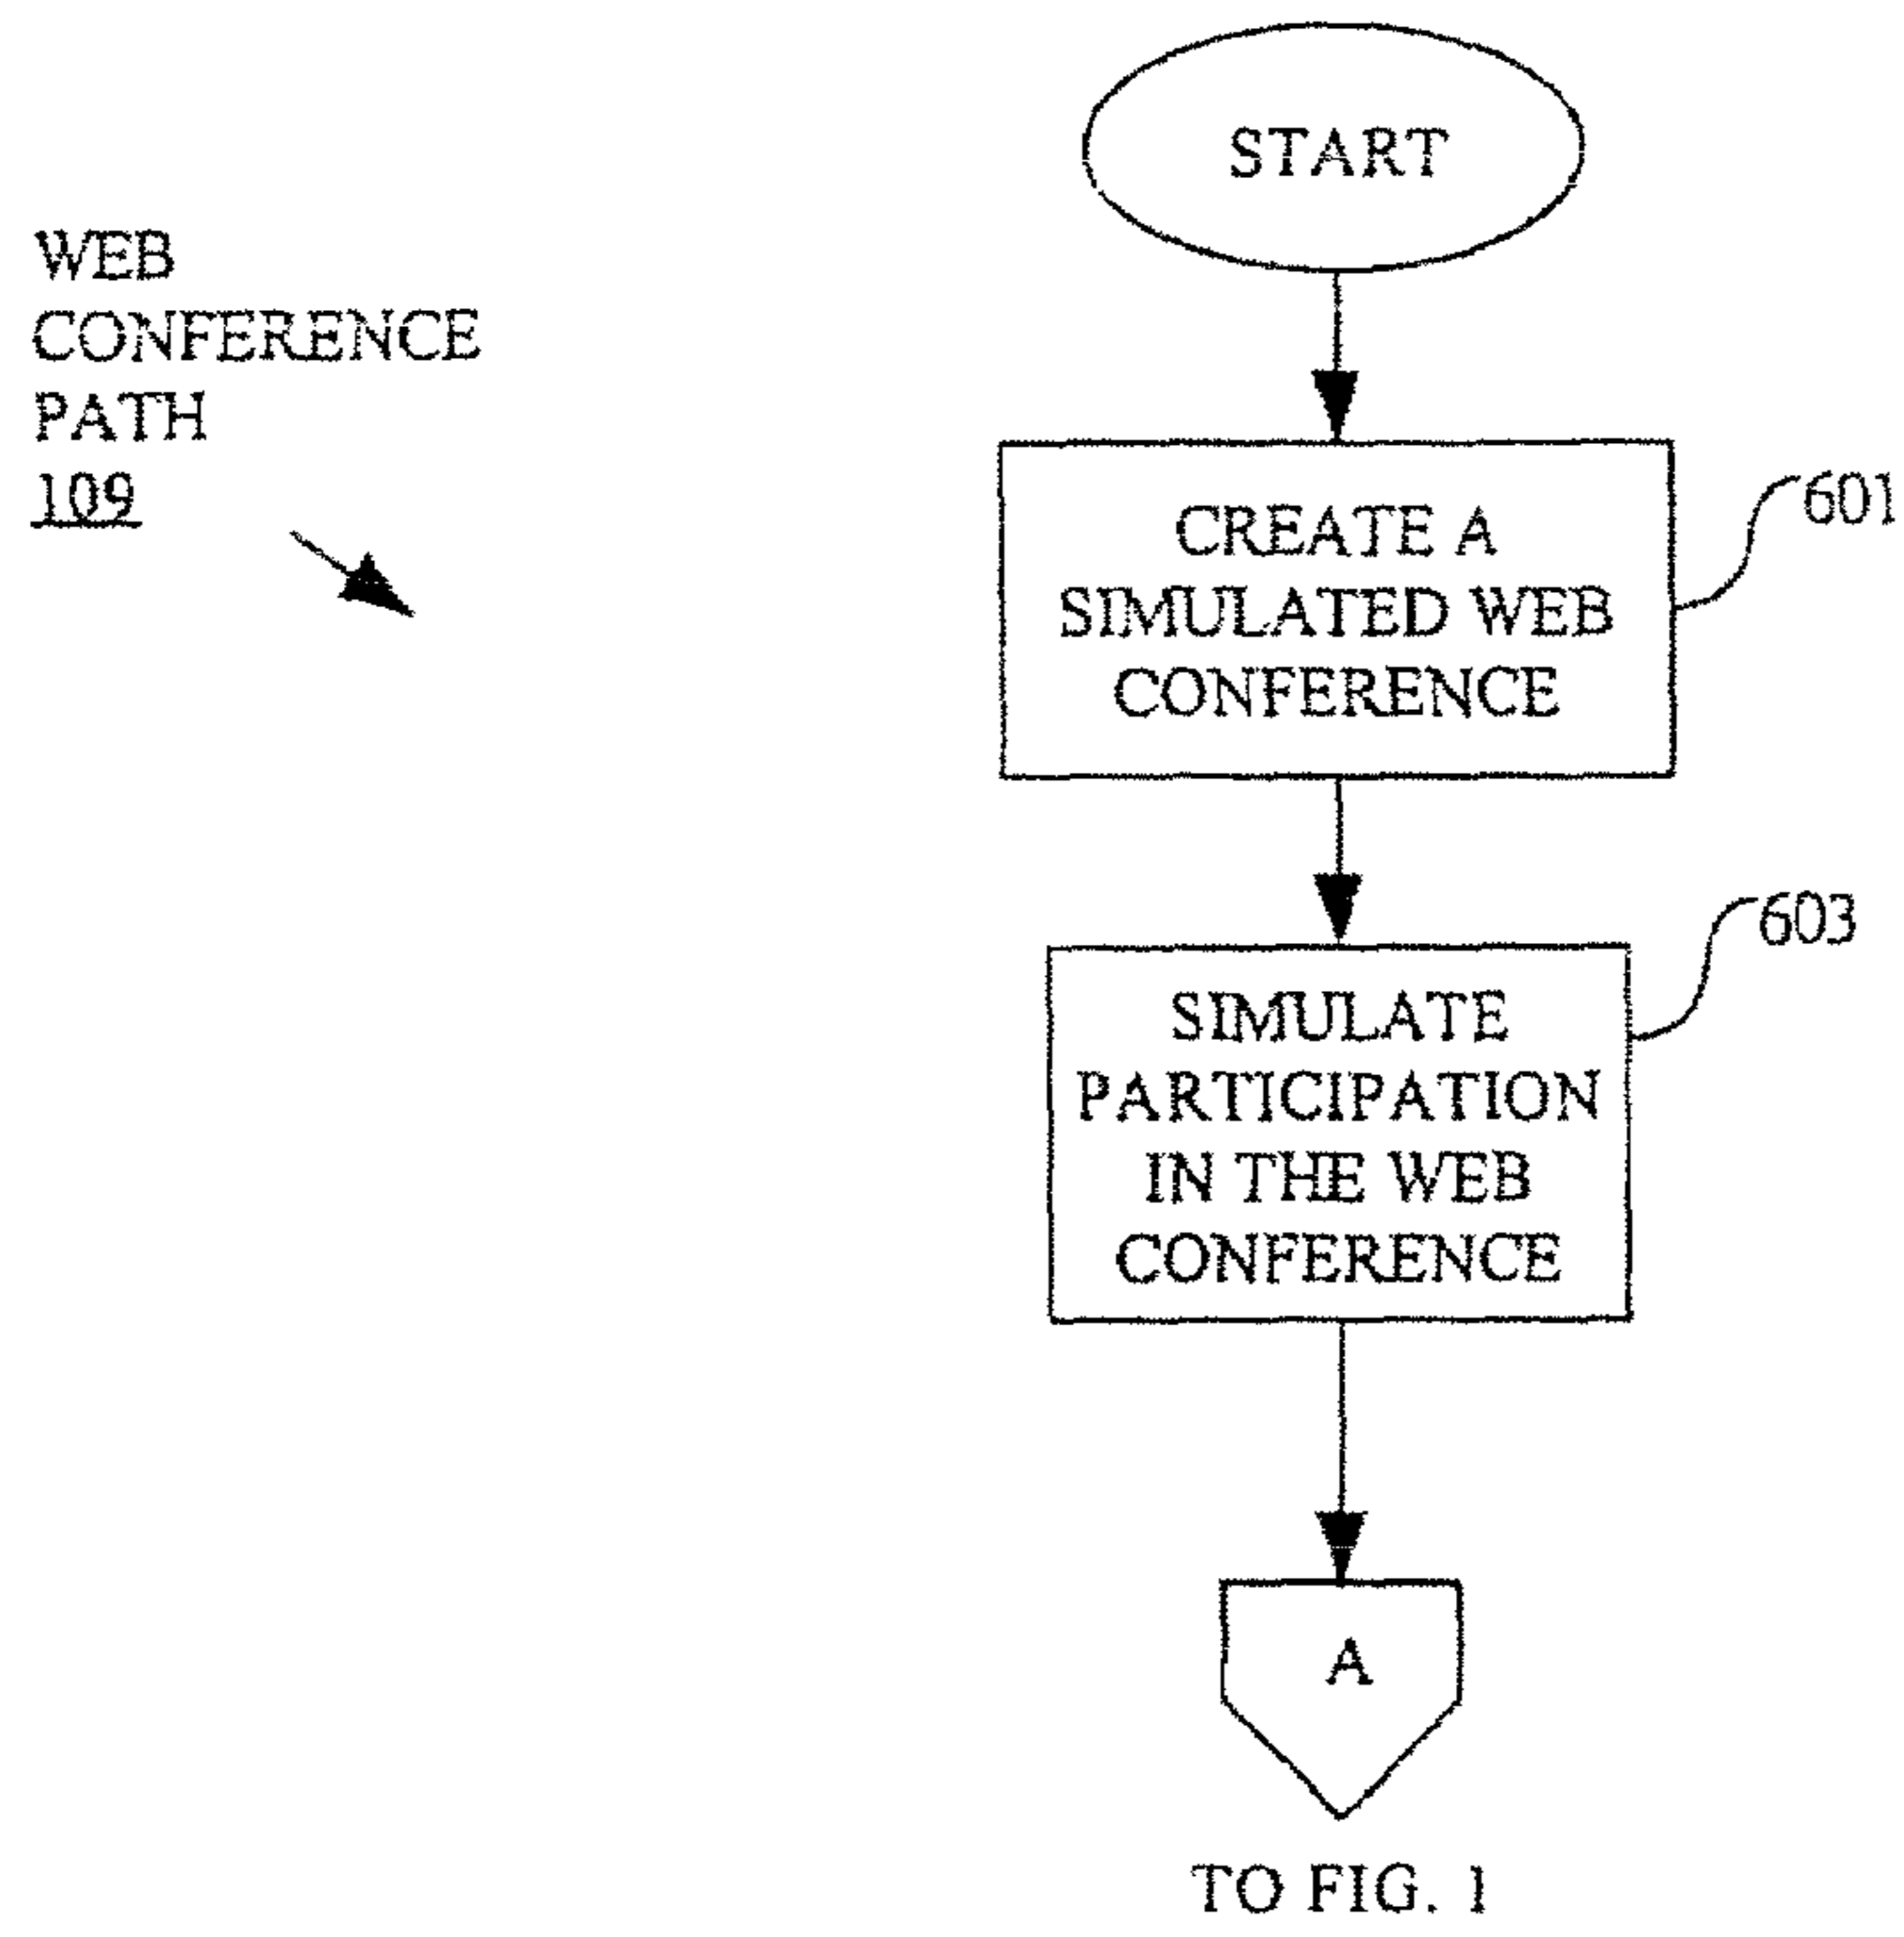 START
WEB
CONFERENCE
PATH
109
CREATE A
SIMULATED WEB
CONFERENCE
601
SIMULATE
PARTICIPATION
IN THE WEB
CONFERENCE
603
A
TO FIG. 1